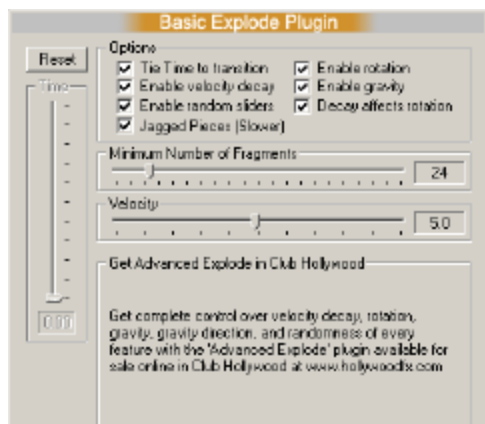 Basic Explode Plugin
Reset
Time
0.00
Options
Tie Time to transition
Enable rotation
Enable velocity decay
Enable gravity
Enable random sliders
Decay affects rotation
Jagged Pieces (Slower)
Minimum Number of Fragments
24
Velocity
5.0
Get Advanced Explode in Club Hollywood
Get complete control over velocity decay, rotation,
gravity, gravity direction, and randomness of every
feature with the 'Advanced Explode' plugin available for
sale online in Club Hollywood at www.hollywoodfx.com